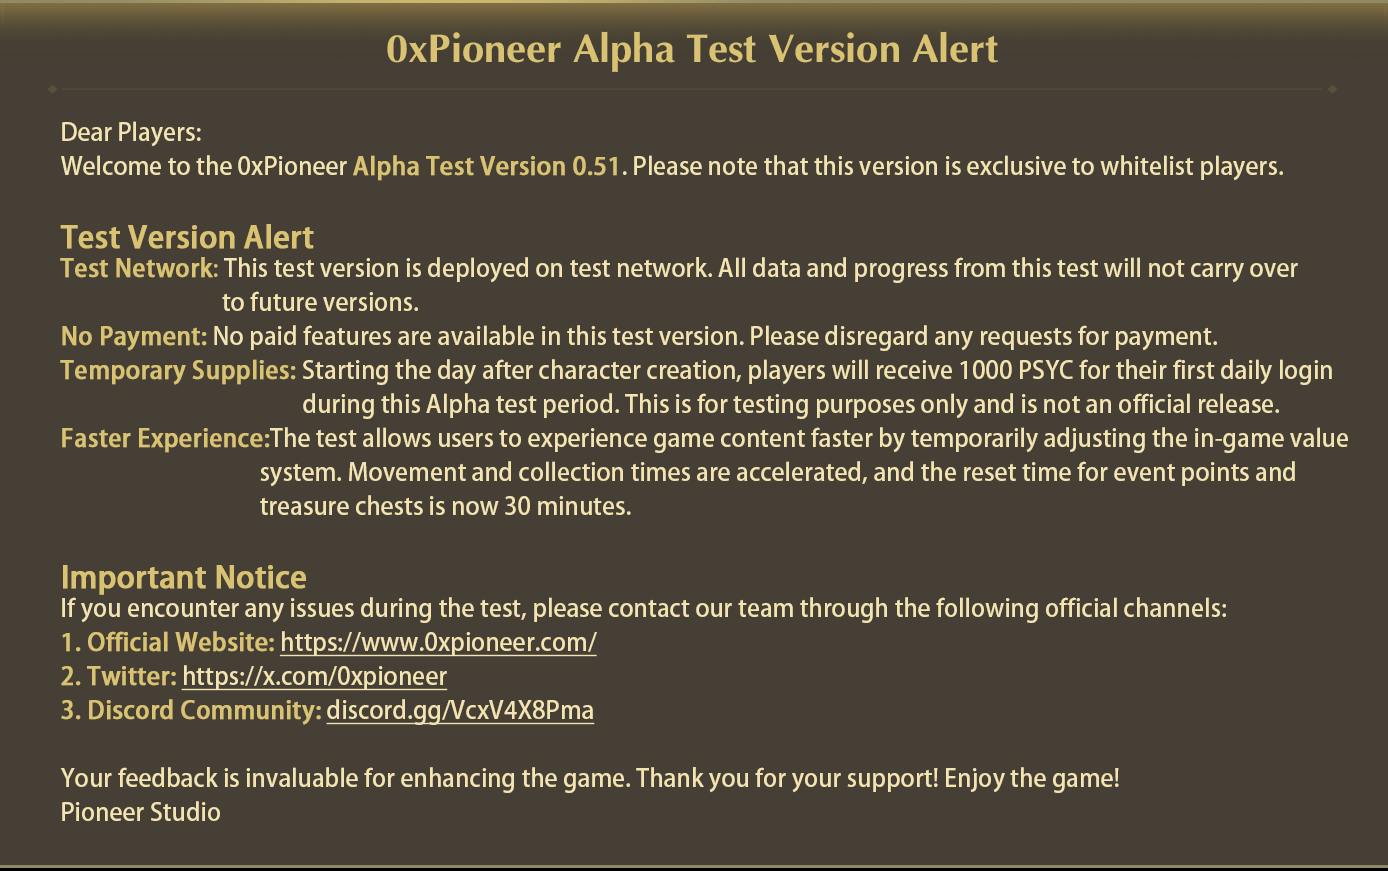 0xPioneer Alpha Test Version Alert
Dear Players:
Welcome to the 0xPioneer Alpha Test Version 0.51. Please note that this version is exclusive to whitelist players.
Test Version Alert
Test Network: This test version is deployed on test network. All data and progress from this test will not carry over
to future versions.
No Payment: No paid features are available in this test version. Please disregard any requests for payment.
Temporary Supplies: Starting the day after character creation, players will receive 1000 PSYC for their first daily login
during this Alpha test period. This is for testing purposes only and is not an official release.
Faster Experience:The test allows users to experience game content faster by temporarily adjusting the in-game value
system. Movement and collection times are accelerated, and the reset time for event points and
treasure chests is now 30 minutes.
Important Notice
If you encounter any issues during the test, please contact our team through the following official channels:
1. Official Website: https://www.0xpioneer.com/
2. Twitter: https://x.com/0xpioneer
3. Discord Community: discord.gg/VcxV4X8Pma
Your feedback is invaluable for enhancing the game. Thank you for your support! Enjoy the game!
Pioneer Studio